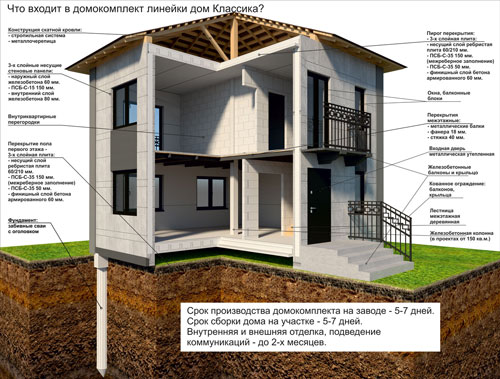 Что входит в домокомплект линейки дом Классика?
Конструкция скатной кровли:
- стропильная система
- металлочерепица
3-х слойные несущие
стеновые панели:
- наружный слой
железобетона 60 мм.
- ПСБ-С-15 150 мм.
- внутренний слой
железобетона 80 мм.
Внутриквартирные
перегородки
Перекрытие пола
первого этажа -
3-х слойная плита:
- несущий слой
ребристая плита
60/210 мм.
- ПСБ-С-35 150 мм.
(межреберное заполнение)
- ПСБ-С-35 50 мм.
- финишный слой бетона
армированного 60 мм.
Фундамент:
забивные сваи
с оголовком
Пирог перекрытия:
- 3-х слойная плита:
- несущий слой ребристая
плита 60/210 мм.
- ПСБ-С-35 150 мм.
(межреберное заполнение)
- ПСБ-С-35 50 мм.
- финишный слой бетона
армированного 60 мм.
Окна, балконные
блоки
Перекрытия
межэтажные:
- металлические балки
- фанера 18 мм.
- стяжка 40 мм.
Входная дверь
металлическая утепленная
Железобетонные
балконы и крыльцо
Кованное ограждение:
балконов,
крыльца
Лестница
межэтажная
деревянная
Железобетонная колонна
(в проектах от 150 кв.м.)
Срок производства домокомплекта на заводе - 5-7 дней.
Срок сборки дома на участке - 5-7 дней.
Внутренняя и внешняя отделка, подведение
коммуникаций - до 2-х месяцев.